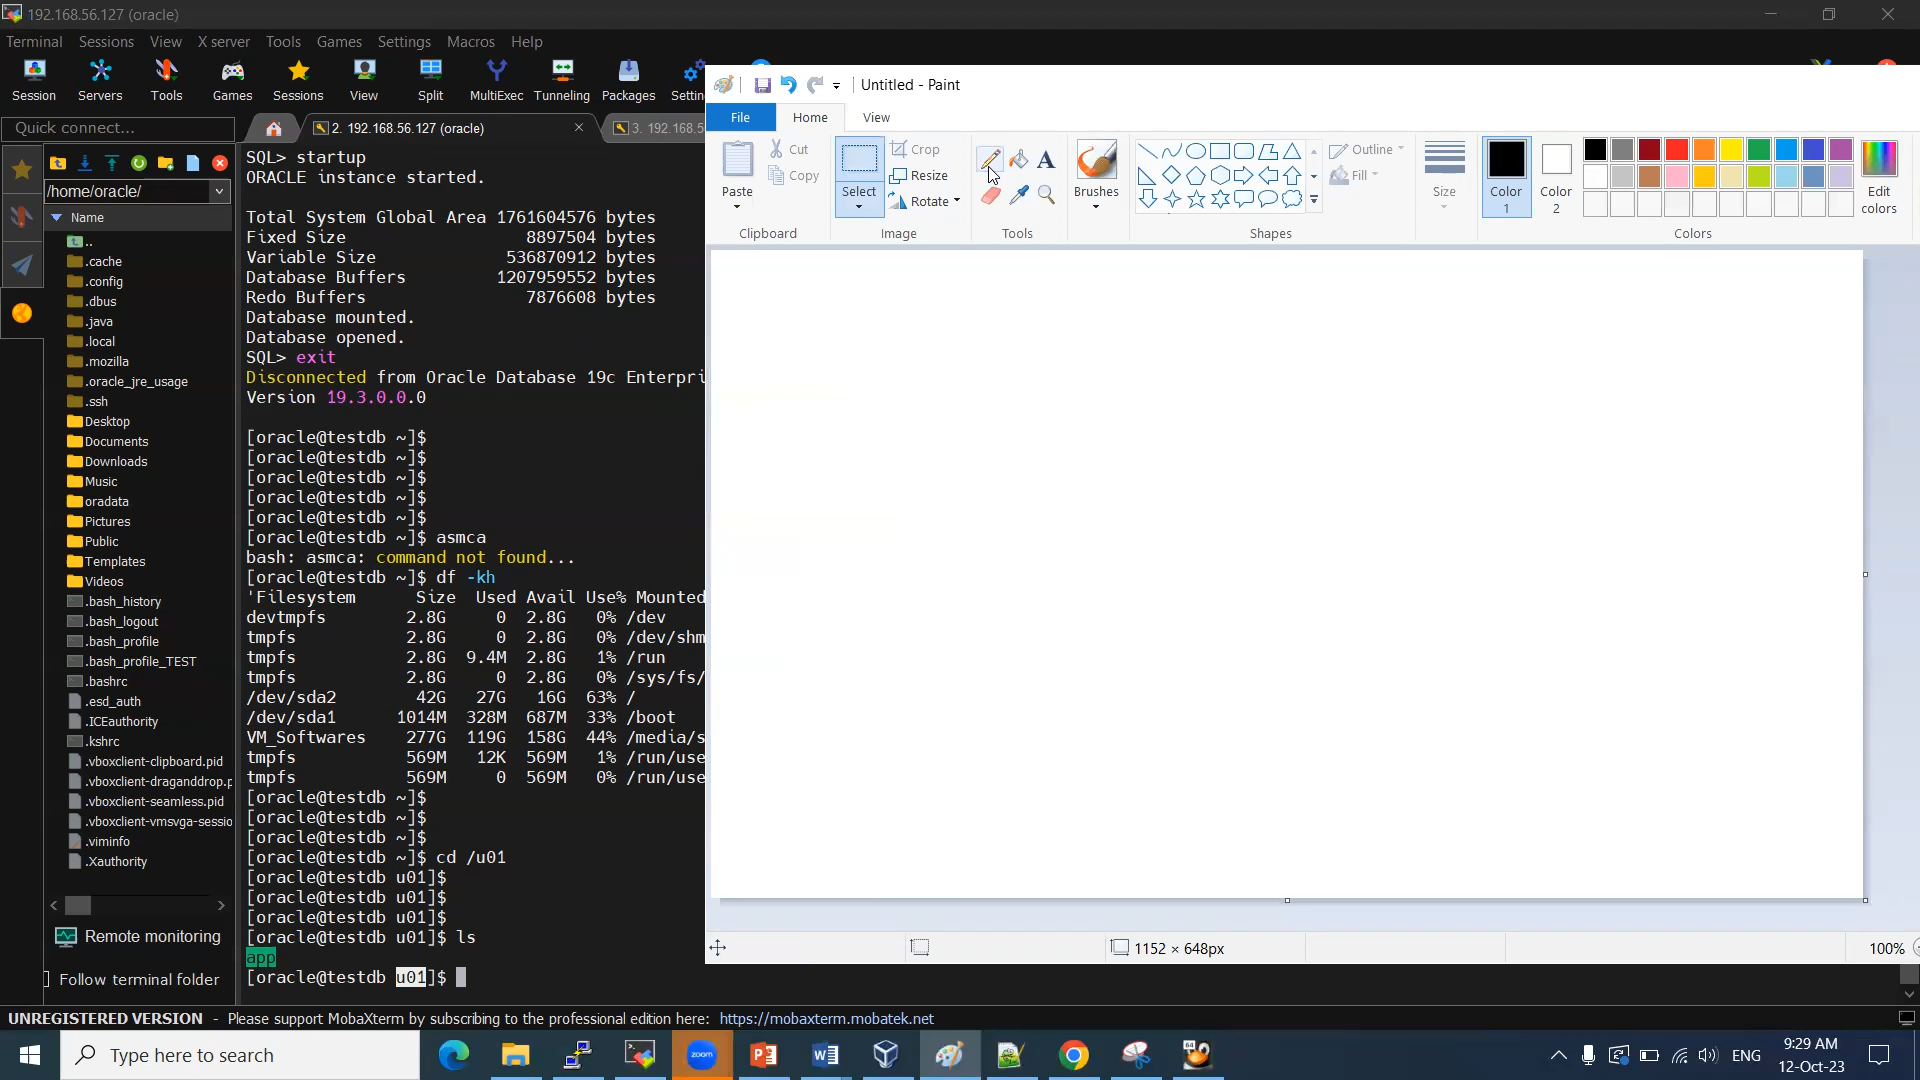 192.168.56.127 (oracle)
Terminal Sessions View X server Tools Games Settings Macros Help
Session Servers Tools Games Sessions View Split MultiExec Tunneling Packages
Quick connect...
2. 192.168.56.127 (oracle)
/home/oracle/
Name
..
.cache
.config
.dbus
.java
.local
.mozilla
.oracle_jre_usage
.ssh
Desktop
Documents
Downloads
Music
oradata
Pictures
Public
Templates
Videos
.bash_history
.bash_logout
.bash_profile
.bash_profile_TEST
.bashrc
.esd_auth
.ICEauthority
.kshrc
.vboxclient-clipboard.pid
.vboxclient-draganddrop.p
.vboxclient-seamless.pid
.vboxclient-vmsvga-sessio
.viminfo
.Xauthority
Remote monitoring
Follow terminal folder
SQL> startup
ORACLE instance started.
Total System Global Area 1761604576 bytes
Fixed Size 8897504 bytes
Variable Size 536870912 bytes
Database Buffers 1207959552 bytes
Redo Buffers 7876608 bytes
Database mounted.
Database opened.
SQL> exit
Disconnected from Oracle Database 19c Enterpri
Version 19.3.0.0.0
[oracle@testdb ~]$
[oracle@testdb ~]$
[oracle@testdb ~]$
[oracle@testdb ~]$
[oracle@testdb ~]$
[oracle@testdb ~]$ asmca
bash: asmca: command not found...
[oracle@testdb ~]$ df -kh
'Filesystem Size Used Avail Use% Mounted
devtmpfs 2.8G 0 2.8G 0% /dev
tmpfs 2.8G 0 2.8G 0% /dev/shm
tmpfs 2.8G 9.4M 2.8G 1% /run
tmpfs 2.8G 0 2.8G 0% /sys/fs/
/dev/sda2 42G 27G 16G 63% /
/dev/sda1 1014M 328M 687M 33% /boot
VM_Softwares 277G 119G 158G 44% /media/s
tmpfs 569M 12K 569M 1% /run/use
tmpfs 569M 0 569M 0% /run/use
[oracle@testdb ~]$
[oracle@testdb ~]$
[oracle@testdb ~]$
[oracle@testdb ~]$ cd /u01
[oracle@testdb u01]$
[oracle@testdb u01]$
[oracle@testdb u01]$
[oracle@testdb u01]$ ls
app
[oracle@testdb u01]$
3. 192.168.5
Untitled - Paint
File Home View
Paste Cut Copy Clipboard
Select Crop Resize Rotate Image
A
Tools
Brushes
Shapes
Outline
Fill
Size
Color 1
Color 2
Edit colors
Colors
1152 × 648px
100%
UNREGISTERED VERSION - Please support MobaXterm by subscribing to the professional edition here: https://mobaxterm.mobatek.net
Type here to search
zoom
64
ENG
9:29 AM
12-Oct-23